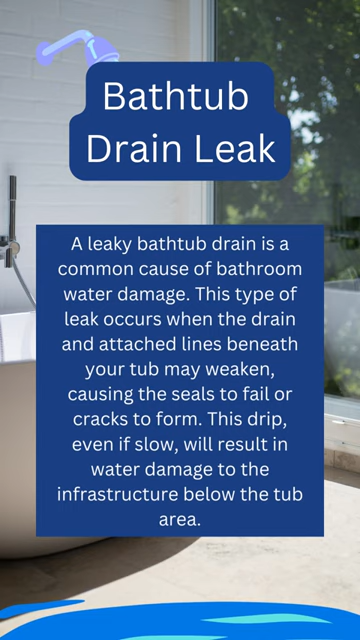 Bathtub
Drain Leak
A leaky bathtub drain is a
common cause of bathroom
water damage. This type of
leak occurs when the drain
and attached lines beneath
your tub may weaken,
causing the seals to fail or
cracks to form. This drip,
even if slow, will result in
water damage to the
infrastructure below the tub
area.